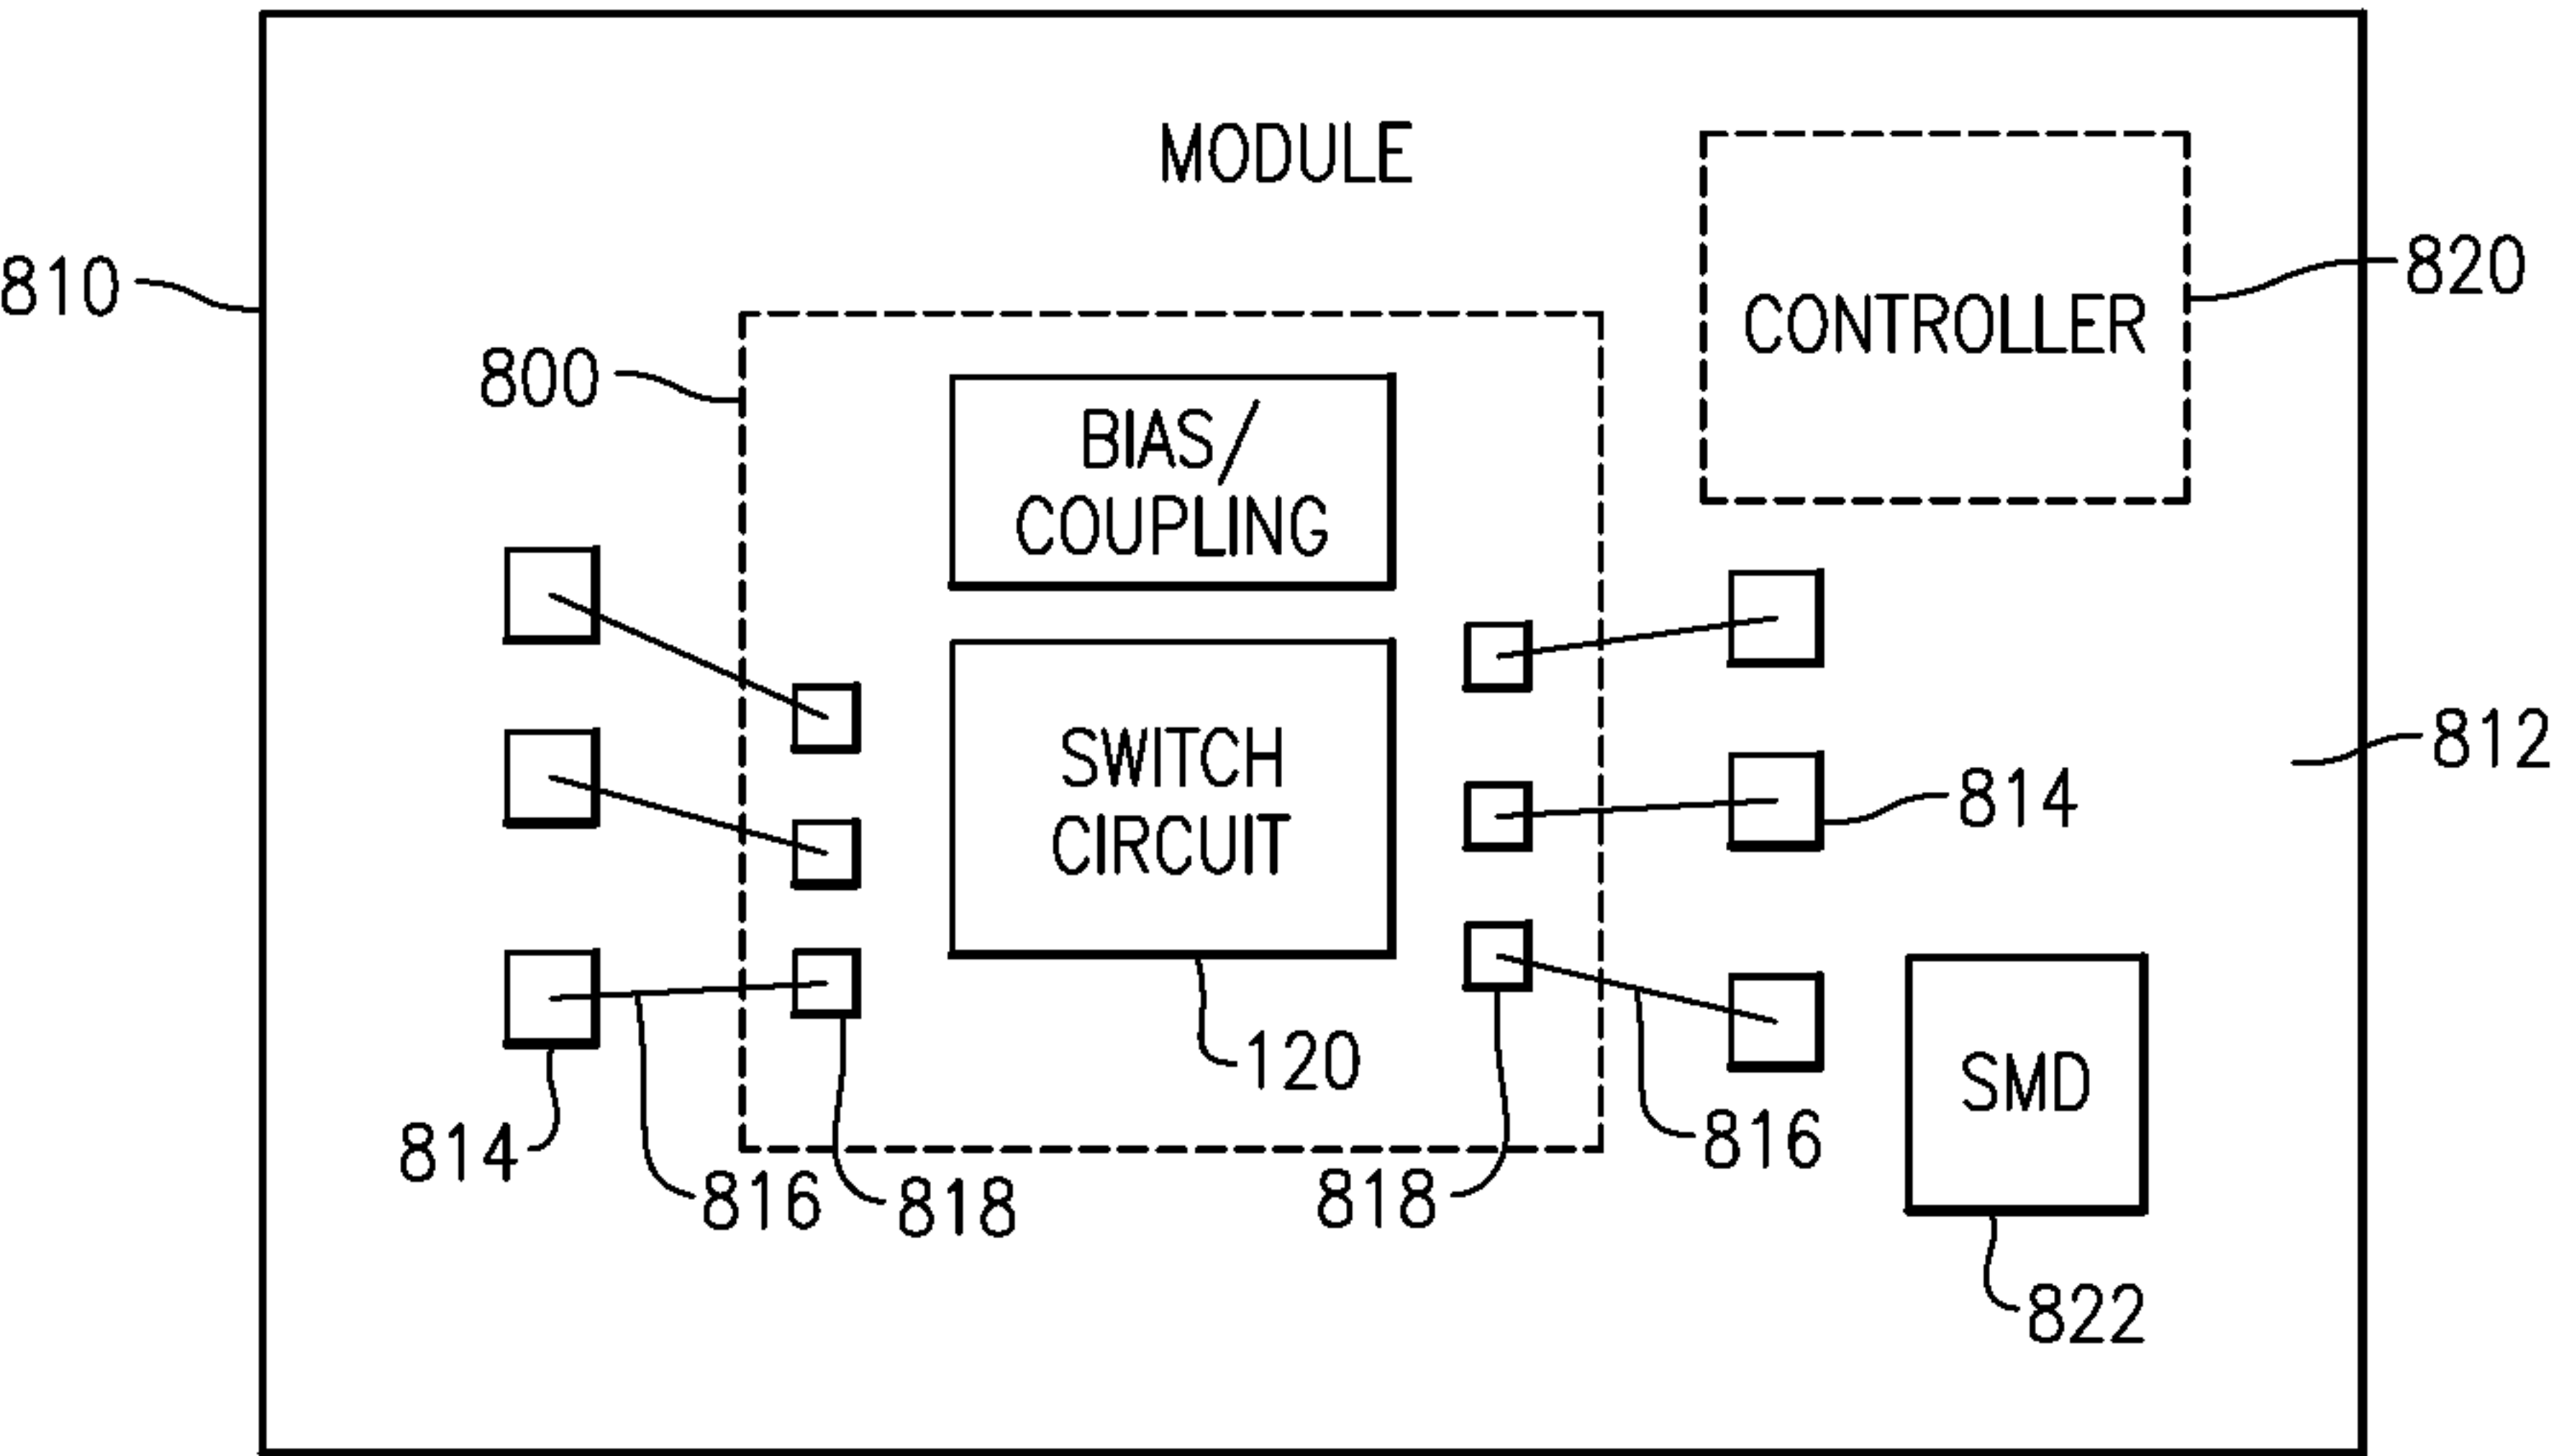 MODULE
810
820
CONTROLLER
800
BIAS/
COUPLING
812
SWITCH
CIRCUIT
814
120
SMD
814
816
818
818
816
822